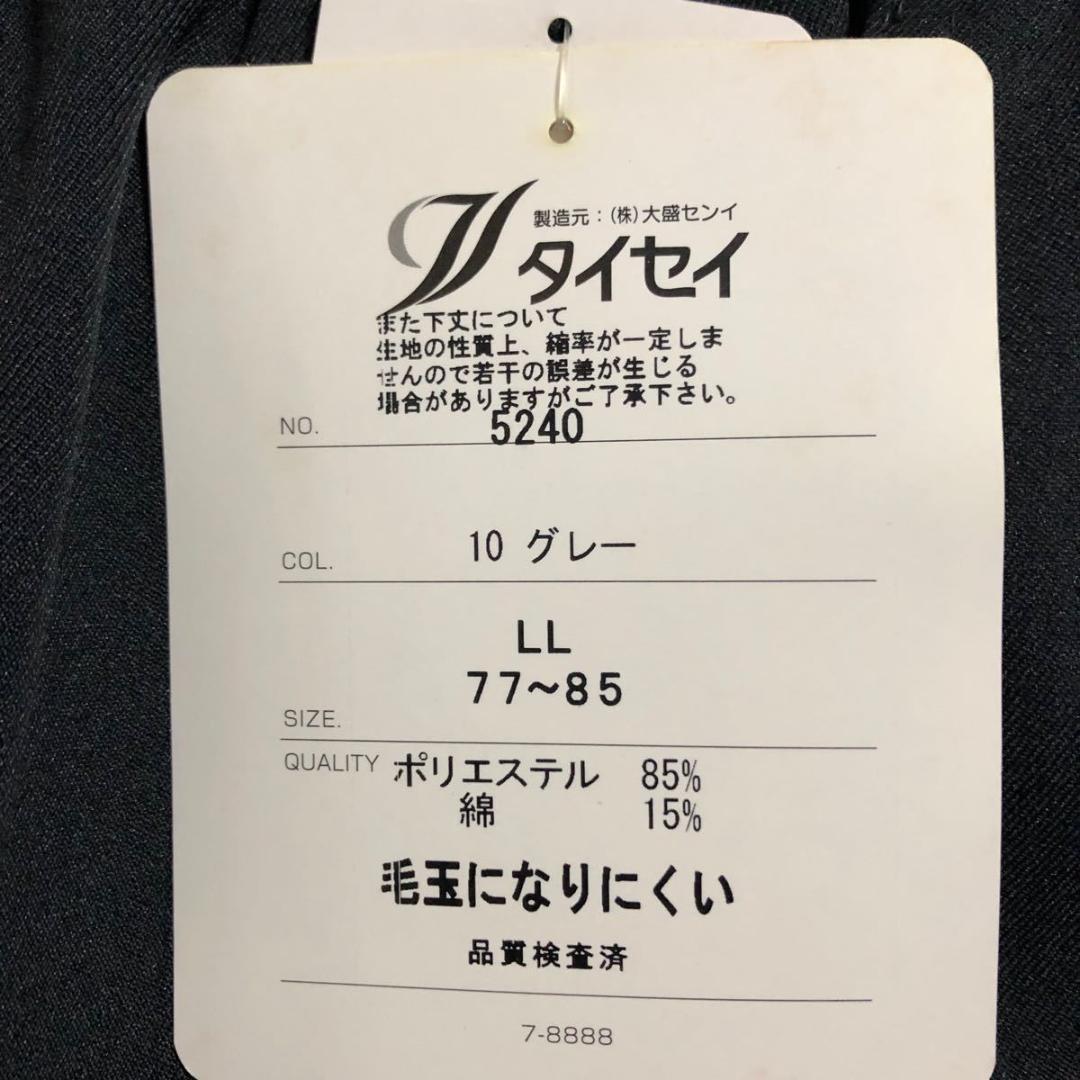 製造元：(株)大盛センイ
タイセイ
また下丈について
生地の性質上、縮率が一定しま
せんので若干の誤差が生じる
場合がありますがご了承下さい。
NO. 5240
COL. 10 グレー
LL
77~85
SIZE.
QUALITY ポリエステル 85%
綿 15%
毛玉になりにくい
品質検査済
7-8888